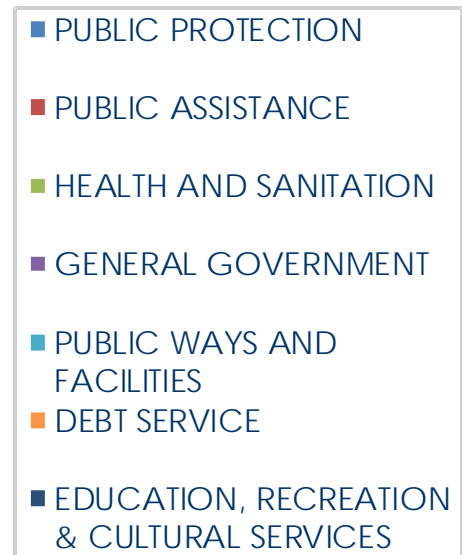 PUBLIC PROTECTION
PUBLIC ASSISTANCE
HEALTH AND SANITATION
GENERAL GOVERNMENT
PUBLIC WAYS AND
FACILITIES
DEBT SERVICE
EDUCATION, RECREATION
& CULTURAL SERVICES